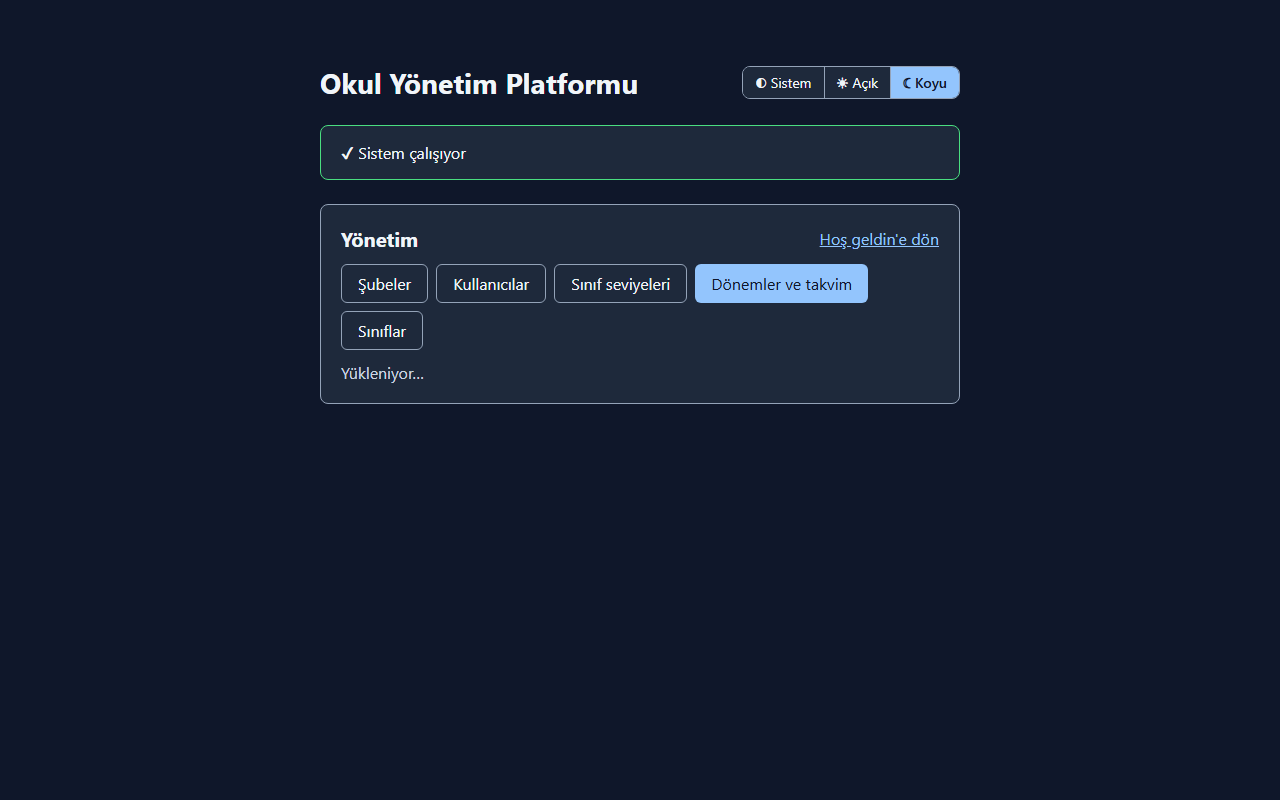 Okul Yönetim Platformu
◐ Sistem ☀ Açık ☾ Koyu
✔ Sistem çalışıyor
Yönetim Hoş geldin'e dön
Şubeler Kullanıcılar Sınıf seviyeleri Dönemler ve takvim
Sınıflar
Yükleniyor...